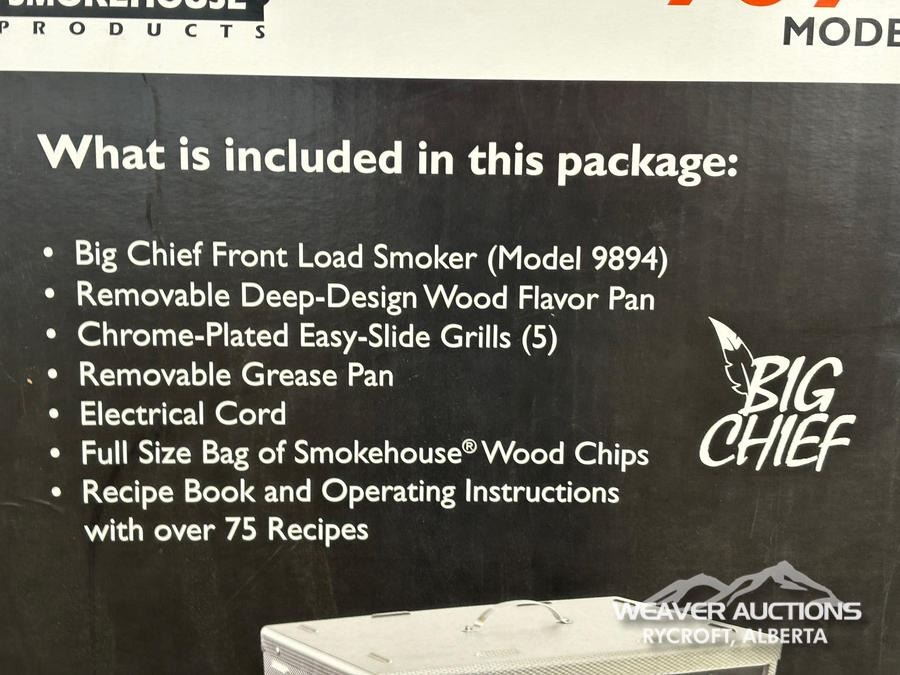 SMOKEHOUSE
PRODUCTS
MODE
What is included in this package:
• Big Chief Front Load Smoker (Model 9894)
• Removable Deep-Design Wood Flavor Pan
• Chrome-Plated Easy-Slide Grills (5)
• Removable Grease Pan
• Electrical Cord
• Full Size Bag of Smokehouse® Wood Chips
• Recipe Book and Operating Instructions
with over 75 Recipes
BIG
CHIEF
WEAVER AUCTIONS
RYCROFT, ALBERTA